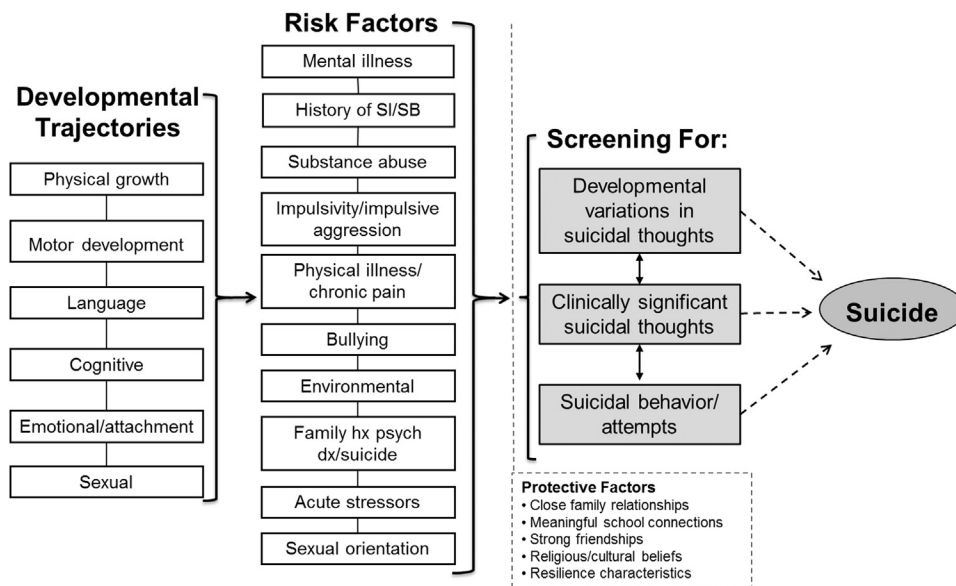 Developmental
Trajectories
Physical growth
Motor development
Language
Cognitive
Emotional/attachment
Sexual
Risk Factors
Mental illness
History of SI/SB
Substance abuse
Impulsivity/impulsive
aggression
Physical illness/
chronic pain
Bullying
Environmental
Family hx psych
dx/suicide
Acute stressors
Sexual orientation
Screening For:
Developmental
variations in
suicidal thoughts
Clinically significant
suicidal thoughts
Suicidal behavior/
attempts
Protective Factors
• Close family relationships
• Meaningful school connections
• Strong friendships
• Religious/cultural beliefs
• Resilience characteristics
Suicide